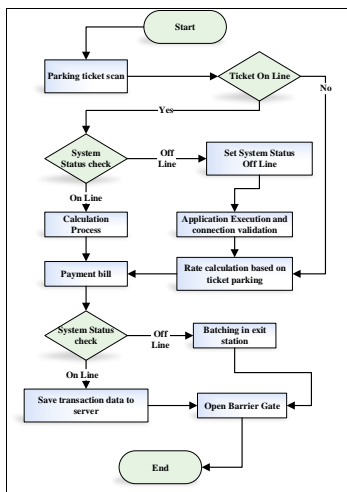 Start
Parking ticket scan
Ticket On Line
No
Yes
System
Status check
Off
Line
Set System Status
Off Line
On Line
Calculation
Process
Application Execution and
connection validation
Payment bill
Rate calculation based on
ticket parking
System Status
check
Off
Line
Batching in exit
station
On Line
Save transaction data to
server
Open Barrier Gate
End